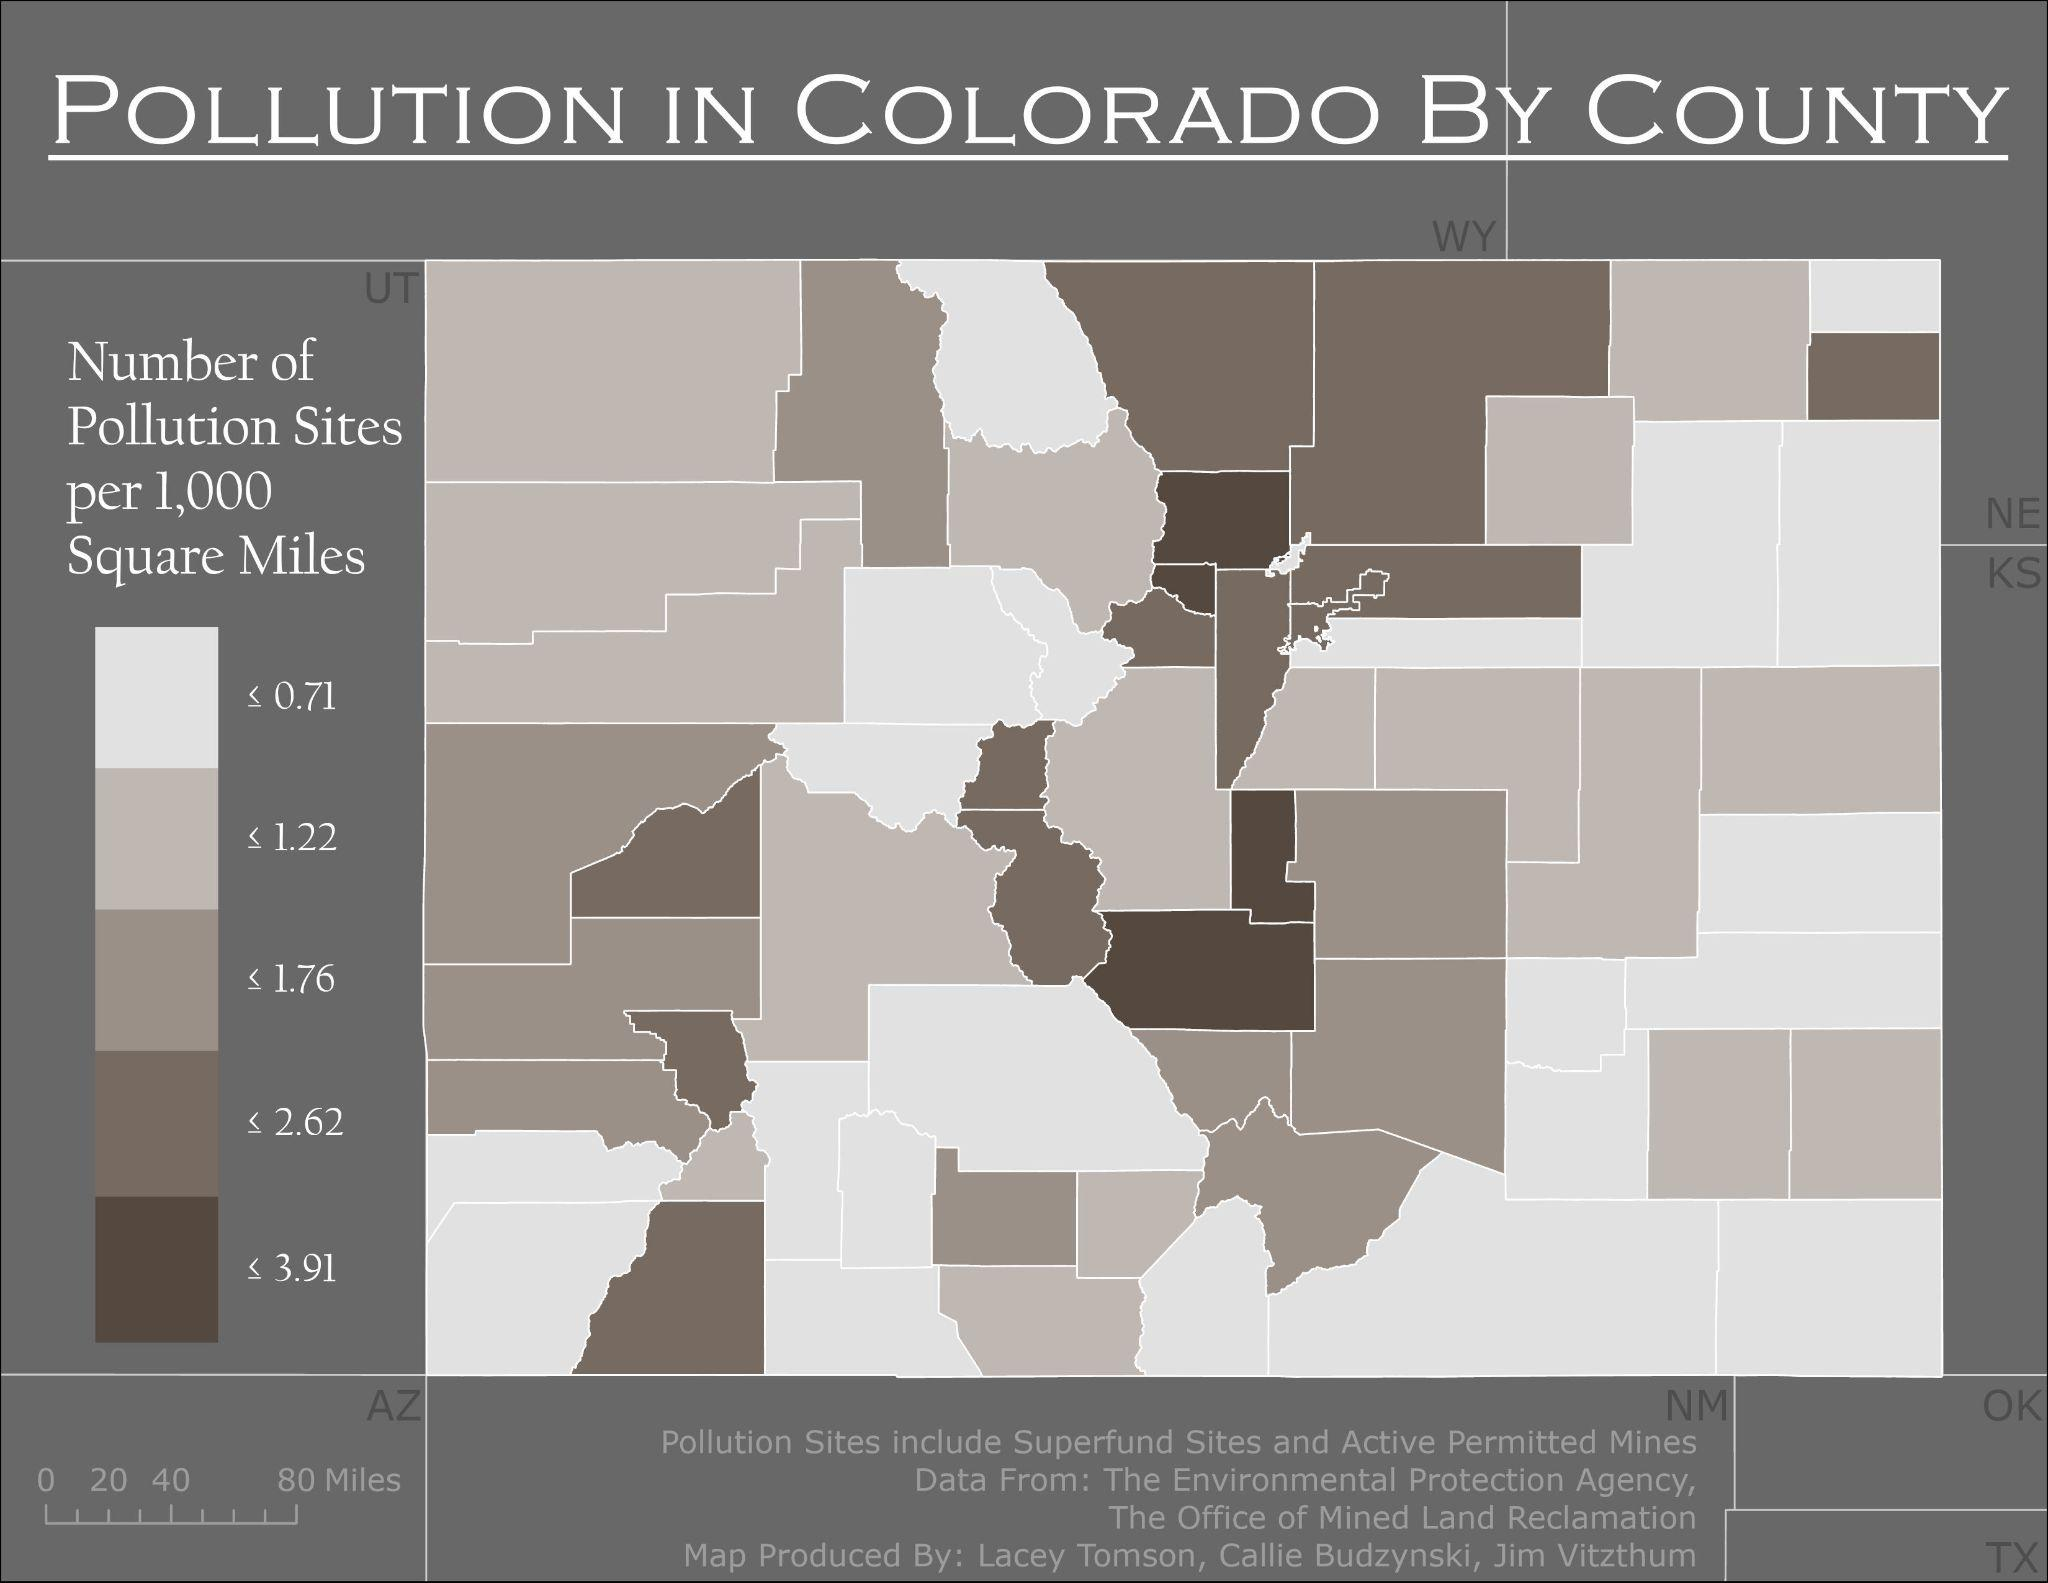 Pollution in Colorado By County
WY
UT
Number of
Pollution Sites
per 1,000
Square Miles
≤ 0.71
≤ 1.22
≤ 1.76
≤ 2.62
≤ 3.91
NE
KS
AZ
NM
OK
0 20 40 80 Miles
Pollution Sites include Superfund Sites and Active Permitted Mines
Data From: The Environmental Protection Agency,
The Office of Mined Land Reclamation
Map Produced By: Lacey Tomson, Callie Budzynski, Jim Vitzthum
TX